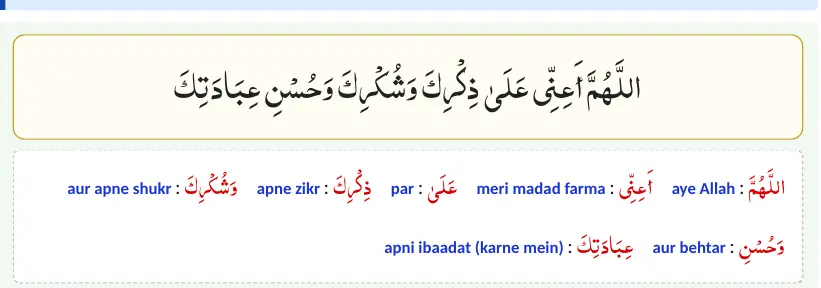 اللَّهُمَّ أَعِنِّى عَلَىٰ ذِكْرِكَ وَشُكْرِكَ وَحُسْنِ عِبَادَتِكَ
اللَّهُمَّ : aye Allah أَعِنِّى : meri madad farma عَلَىٰ : par ذِكْرِكَ : apne zikr وَشُكْرِكَ : aur apne shukr
وَحُسْنِ : aur behtar عِبَادَتِكَ : apni ibaadat (karne mein)